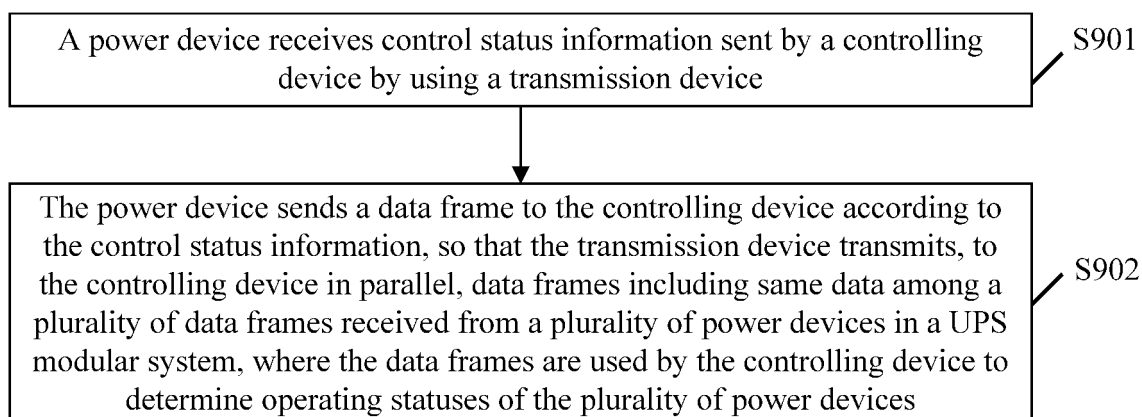 A power device receives control status information sent by a controlling
device by using a transmission device
S901
The power device sends a data frame to the controlling device according to
the control status information, so that the transmission device transmits, to
the controlling device in parallel, data frames including same data among a
plurality of data frames received from a plurality of power devices in a UPS
modular system, where the data frames are used by the controlling device to
determine operating statuses of the plurality of power devices
S902